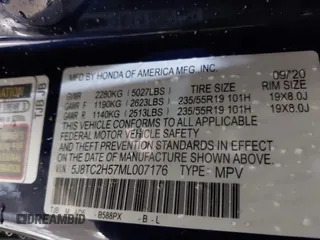 MFD BY HONDA OF AMERICA MFG.,INC. 09/20
GVWR 2280KG (5027LBS) TIRE SIZE RIM SIZE
GAWR F 1190KG (2623LBS) 235/55R19 101H 19X8.0J
GAWR R 1140KG (2513LBS) 235/55R19 101H 19X8.0J
THIS VEHICLE CONFORMS TO ALL APPLICABLE
FEDERAL MOTOR VEHICLE SAFETY
AND THEFT PREVENTION STANDARDS IN EFFECT ON
THE DATE OF MANUFACTURE SHOWN ABOVE.
5J8TC2H57ML007176 TYPE: MPV
B588PX - B - L
TJB JB
DREAMBID